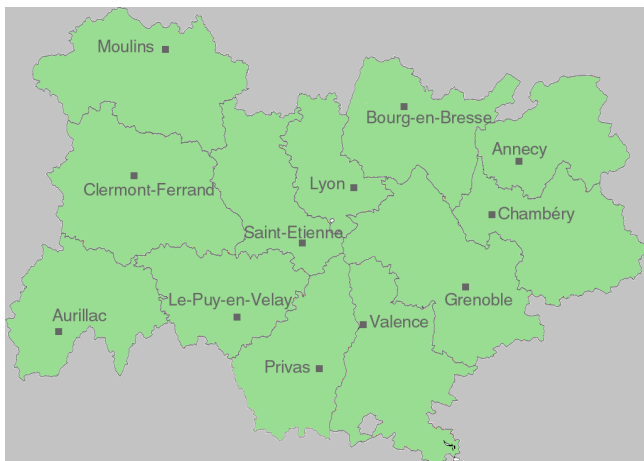 Moulins
Bourg-en-Bresse
Annecy
Clermont-Ferrand
Lyon
Chambéry
Saint-Etienne
Le-Puy-en-Velay
Grenoble
Aurillac
Valence
Privas